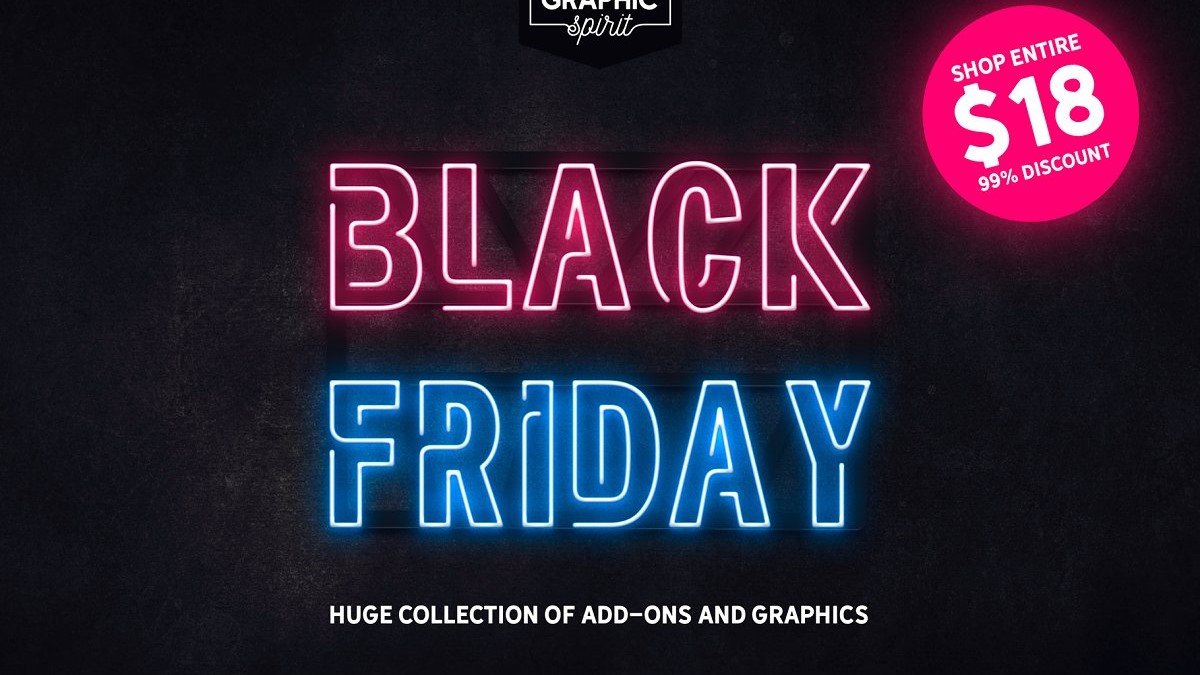 GRAPHIC
spirit
SHOP ENTIRE
$18
99% DISCOUNT
BLACK
FRIDAY
HUGE COLLECTION OF ADD-ONS AND GRAPHICS